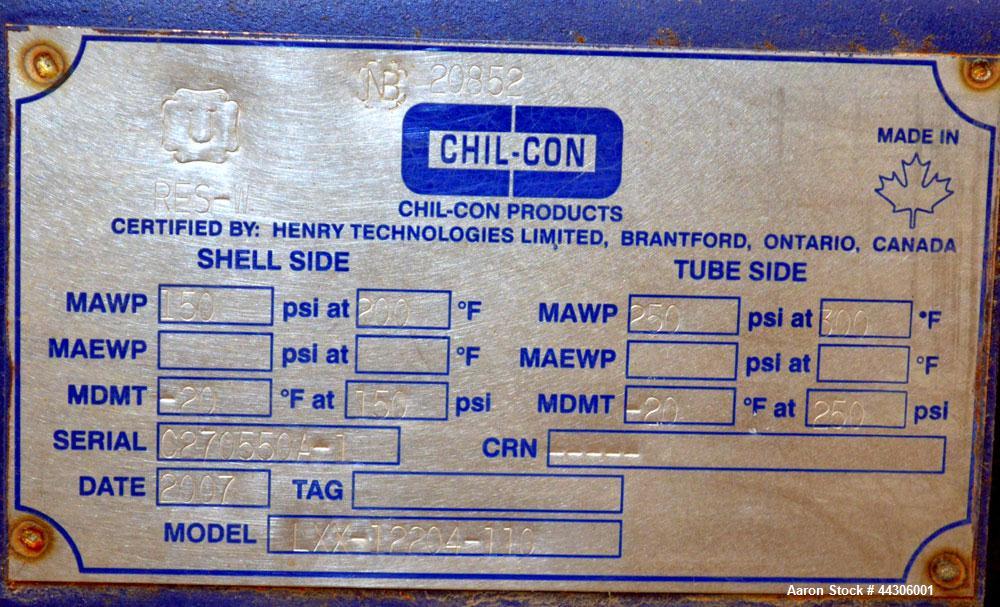 NB 20852
U
CHIL-CON
MADE IN
RES-W
CHIL-CON PRODUCTS
CERTIFIED BY: HENRY TECHNOLOGIES LIMITED, BRANTFORD, ONTARIO, CANADA
SHELL SIDE TUBE SIDE
MAWP 150 psi at 200 °F MAWP 250 psi at 300 °F
MAEWP psi at °F MAEWP psi at °F
MDMT -20 °F at 150 psi MDMT -20 °F at 250 psi
SERIAL C270550A-1 CRN -----
DATE 2007 TAG
MODEL LXX-12204-110
Aaron Stock # 44306001